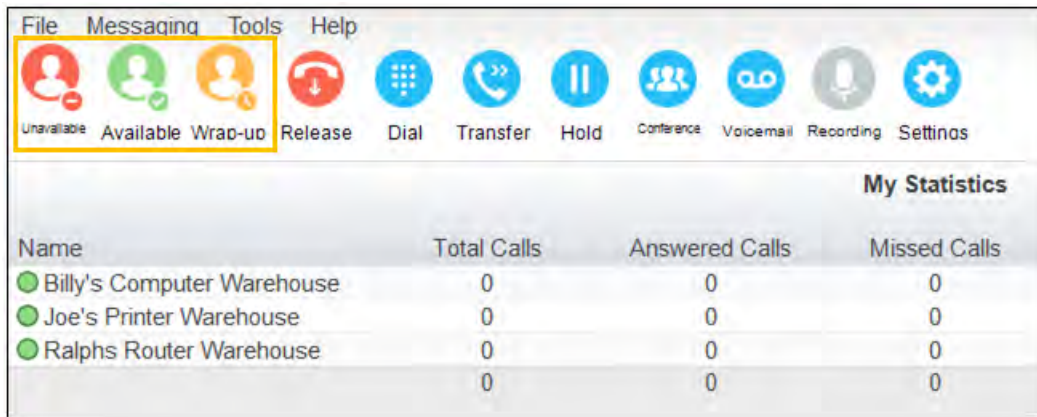 File Messaging Tools Help
Unavailable Available Wrap-up Release Dial Transfer Hold Conference Voicemail Recording Settings
My Statistics
Name Total Calls Answered Calls Missed Calls
Billy's Computer Warehouse 0 0 0
Joe's Printer Warehouse 0 0 0
Ralphs Router Warehouse 0 0 0
0 0 0